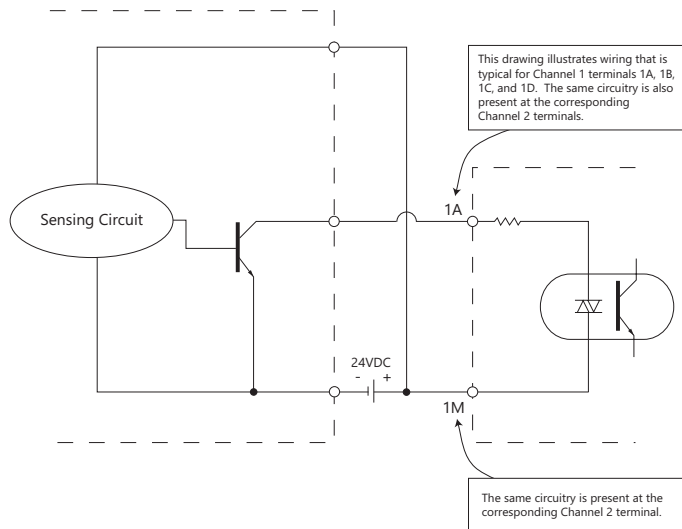 This drawing illustrates wiring that is
typical for Channel 1 terminals 1A, 1B,
1C, and 1D.  The same circuitry is also
present at the corresponding
Channel 2 terminals.
1A
Sensing Circuit
24VDC
- +
1M
The same circuitry is present at the
corresponding Channel 2 terminal.